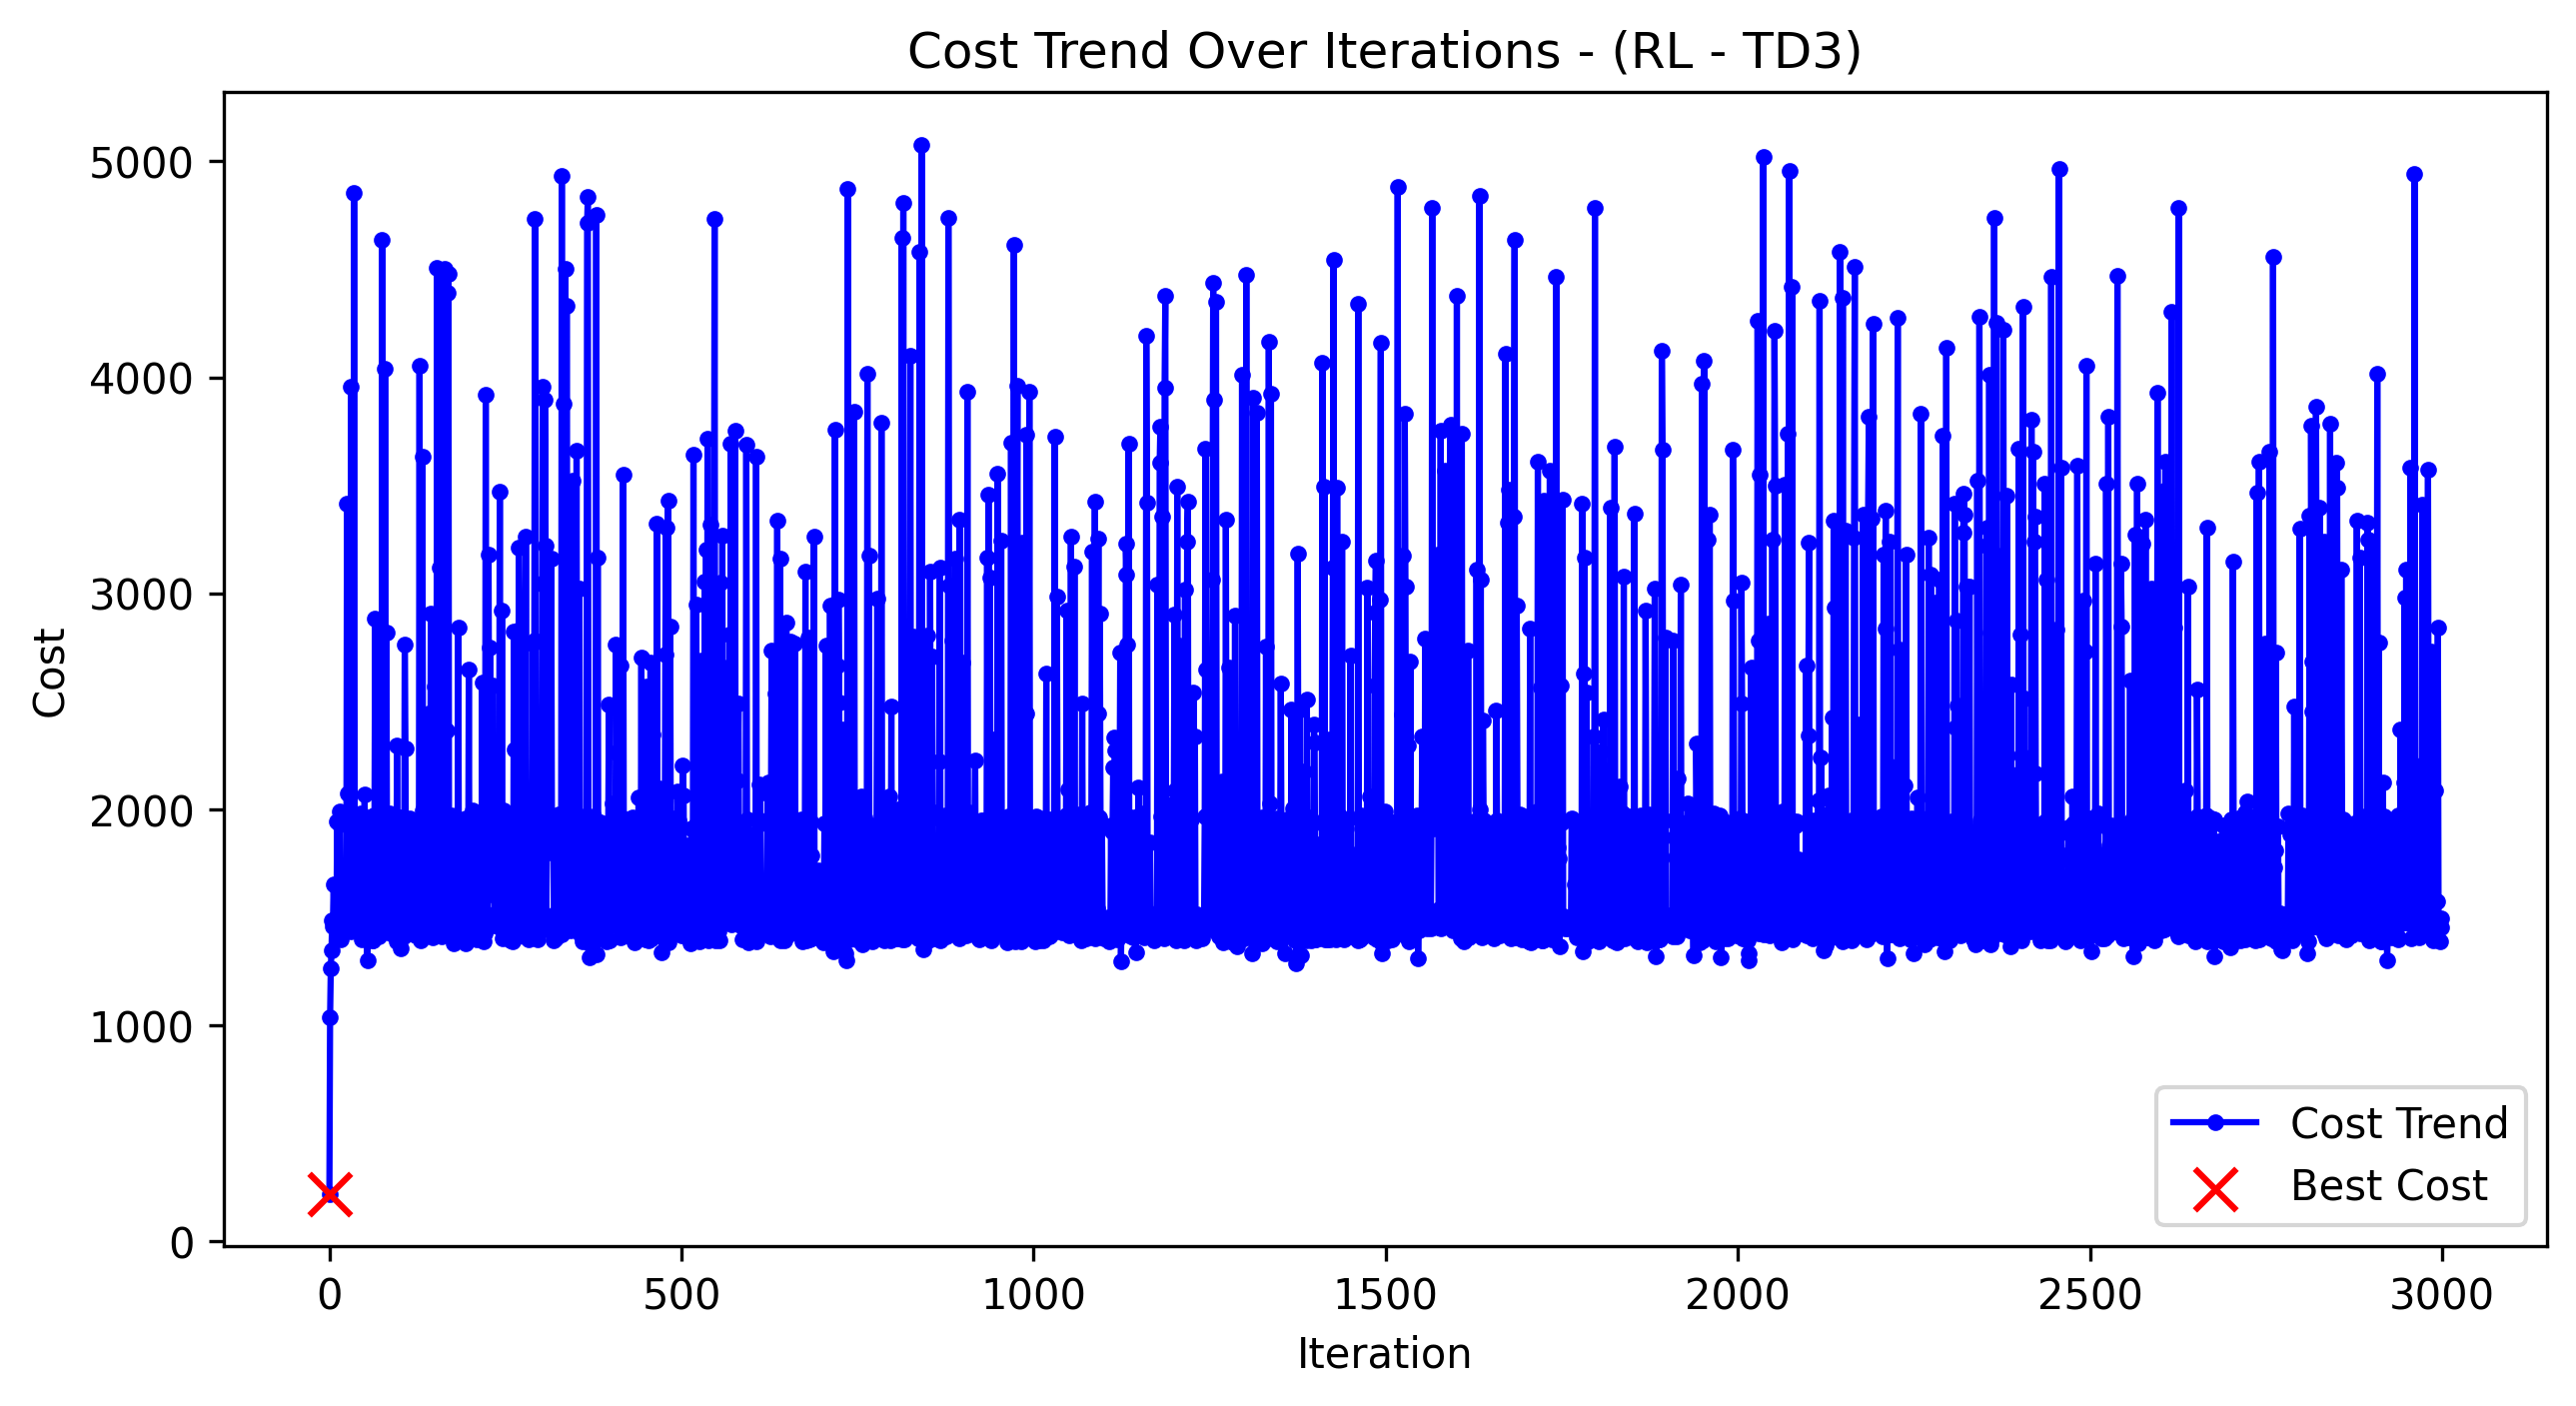 Cost Trend Over Iterations - (RL - TD3)
5000
4000
3000
2000
1000
0
Cost
0 500 1000 1500 2000 2500 3000
Iteration
Cost Trend
Best Cost